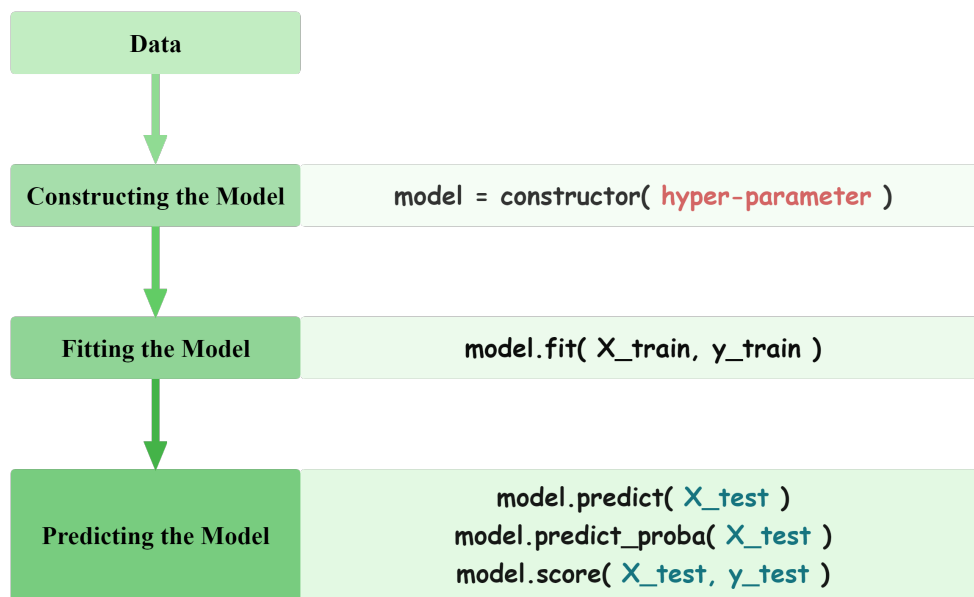 Data
Constructing the Model
model = constructor( hyper-parameter )
Fitting the Model
model.fit( X_train, y_train )
Predicting the Model
model.predict( X_test )
model.predict_proba( X_test )
model.score( X_test, y_test )